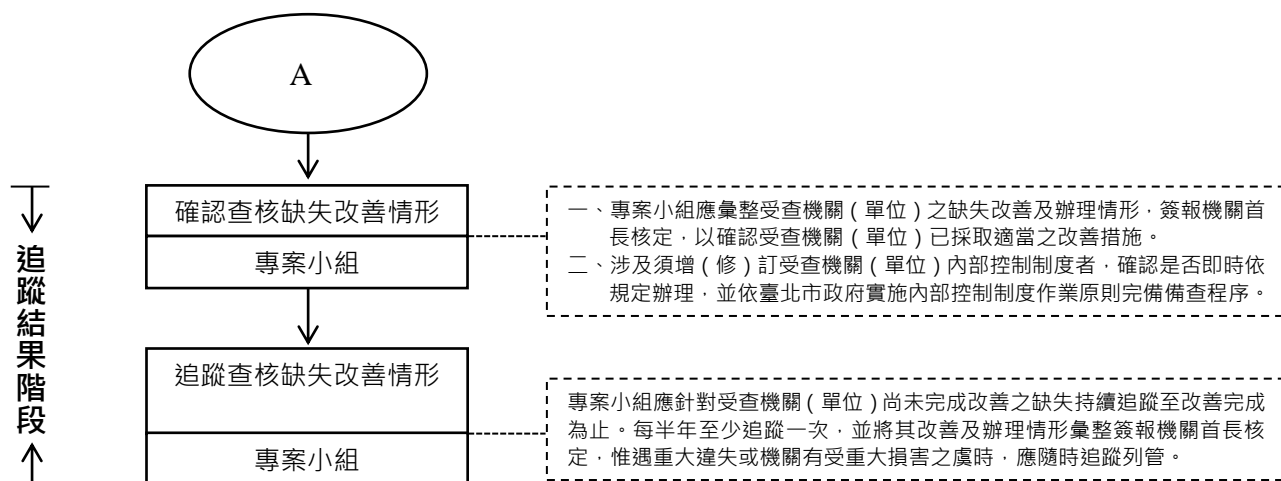 A
追蹤結果階段
確認查核缺失改善情形
專案小組
一、專案小組應彙整受查機關(單位)之缺失改善及辦理情形，簽報機關首
長核定，以確認受查機關(單位)已採取適當之改善措施。
二、涉及須增(修)訂受查機關(單位)內部控制制度者，確認是否即時依
規定辦理，並依臺北市政府實施內部控制制度作業原則完備備查程序。
追蹤查核缺失改善情形
專案小組
專案小組應針對受查機關(單位)尚未完成改善之缺失持續追蹤至改善完成
為止。每半年至少追蹤一次，並將其改善及辦理情形彙整簽報機關首長核
定，惟遇重大違失或機關有受重大損害之虞時，應隨時追蹤列管。